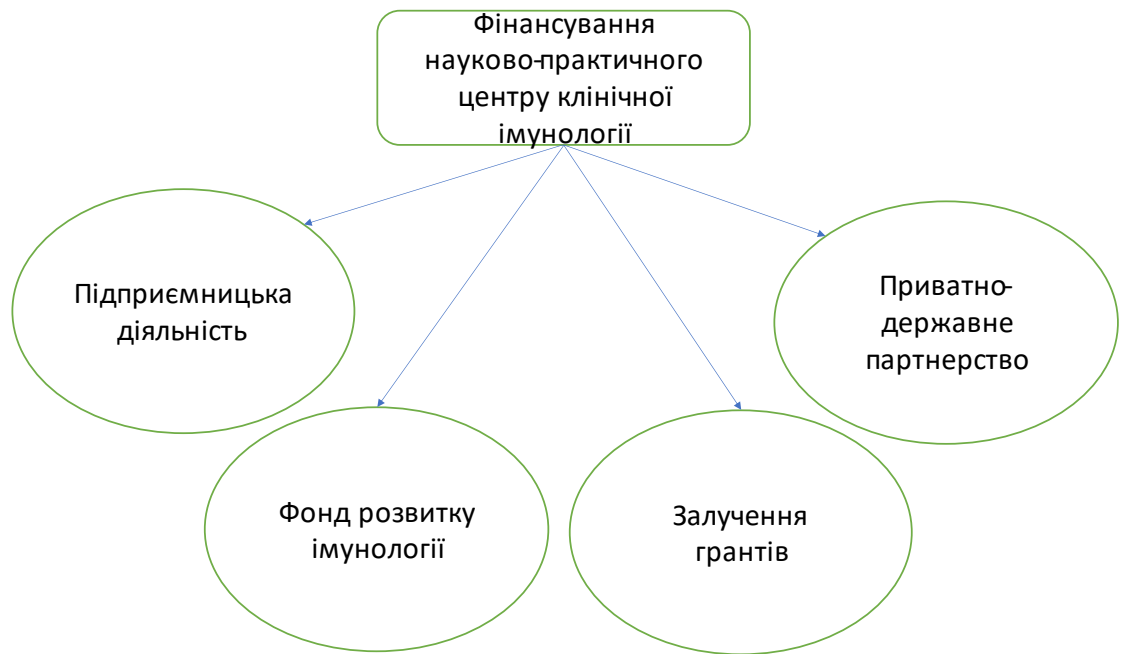 Фінансування
науково-практичного
центру клінічної
імунології
Підприємницька
діяльність
Фонд розвитку
імунології
Залучення
грантів
Приватно-
державне
партнерство